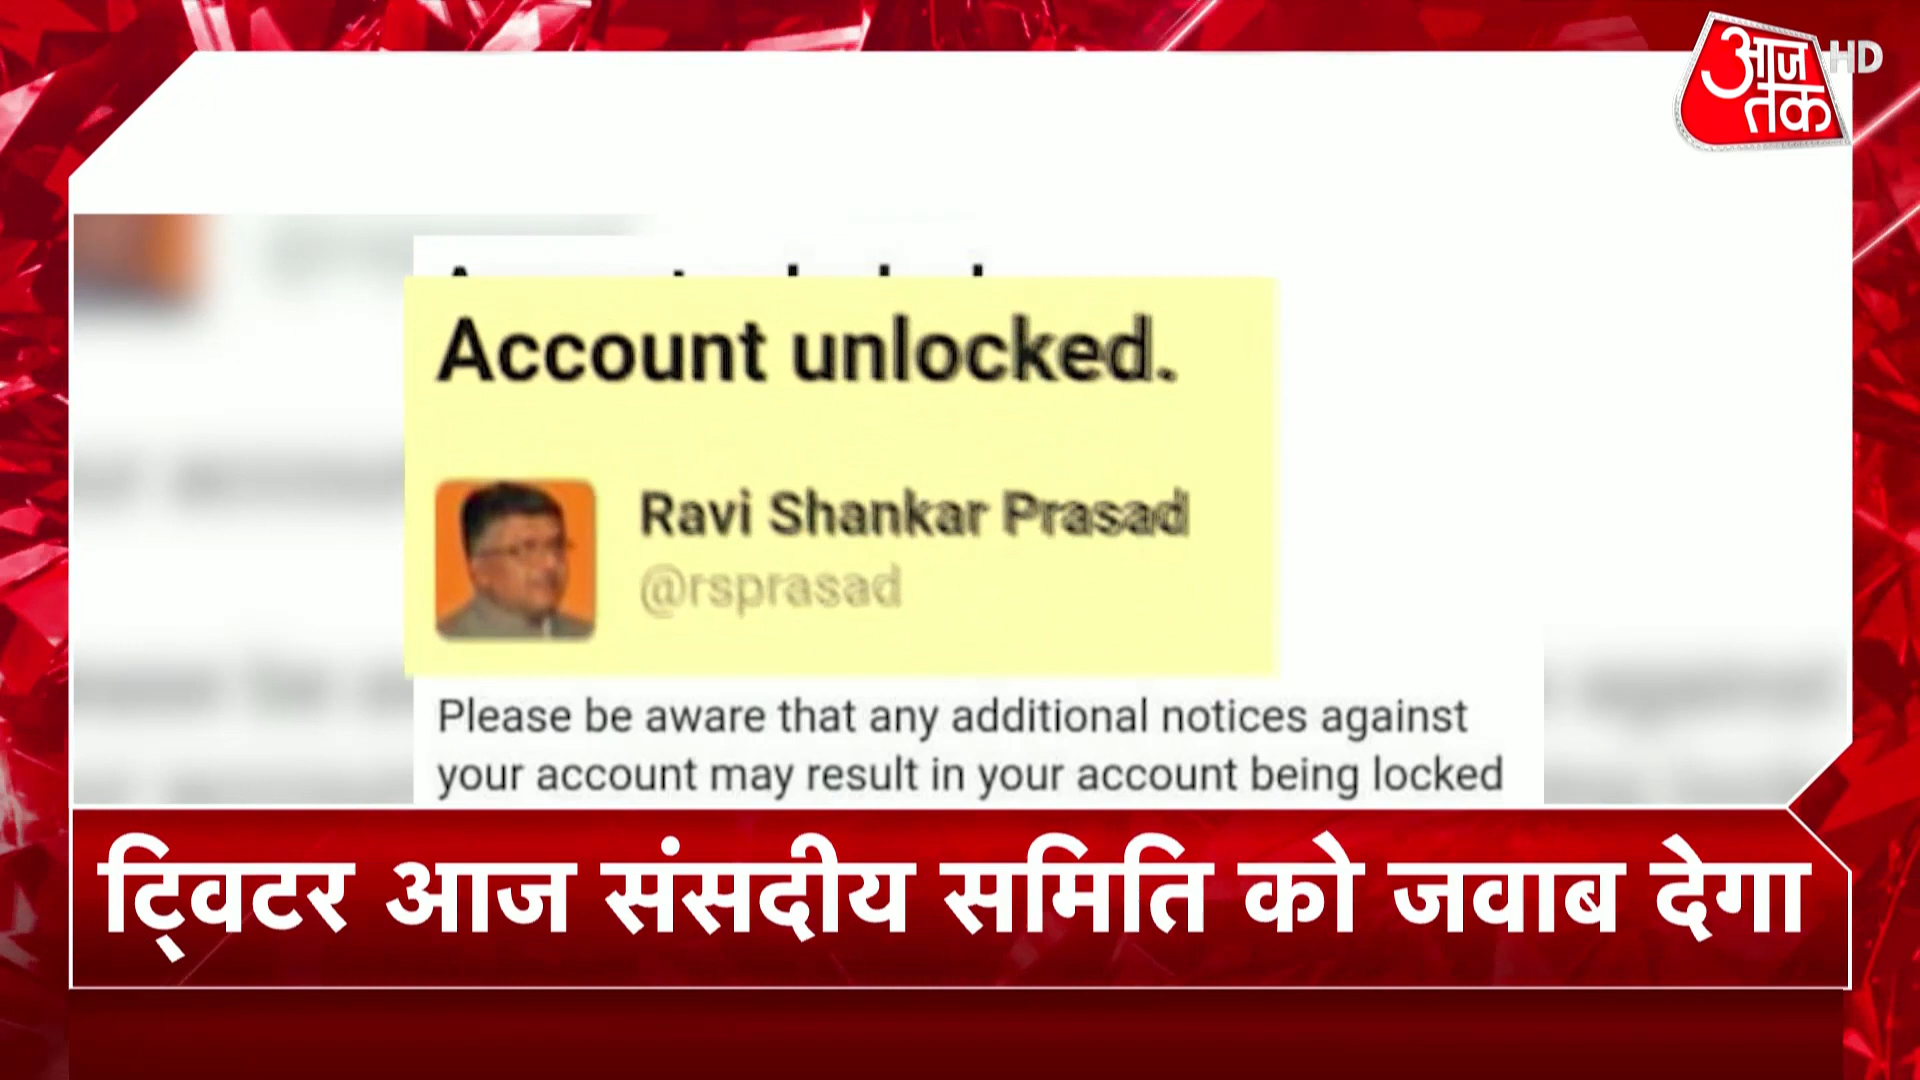 आज
तक
HD
Account unlocked.
Ravi Shankar Prasad
@rsprasad
Please be aware that any additional notices against
your account may result in your account being locked
ट्विटर आज संसदीय समिति को जवाब देगा